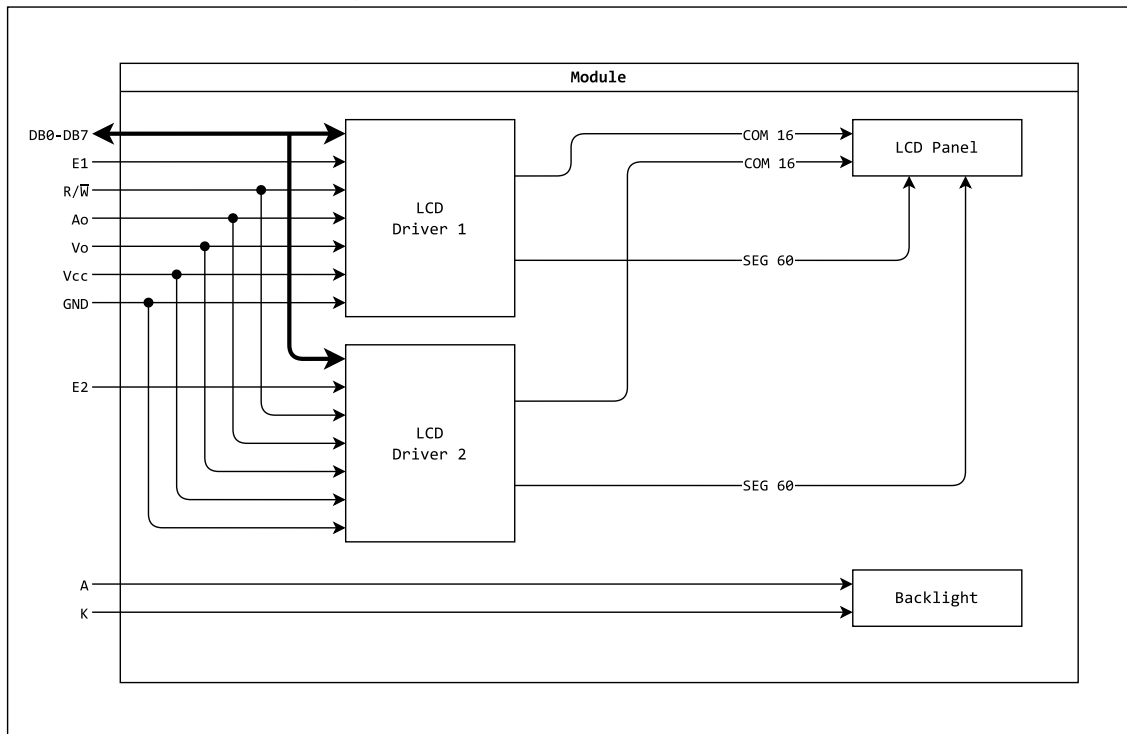 Module
DB0-DB7
E1
R/W̅
Ao
Vo
Vcc
GND
E2
A
K
LCD
Driver 1
LCD
Driver 2
COM 16
COM 16
SEG 60
SEG 60
LCD Panel
Backlight